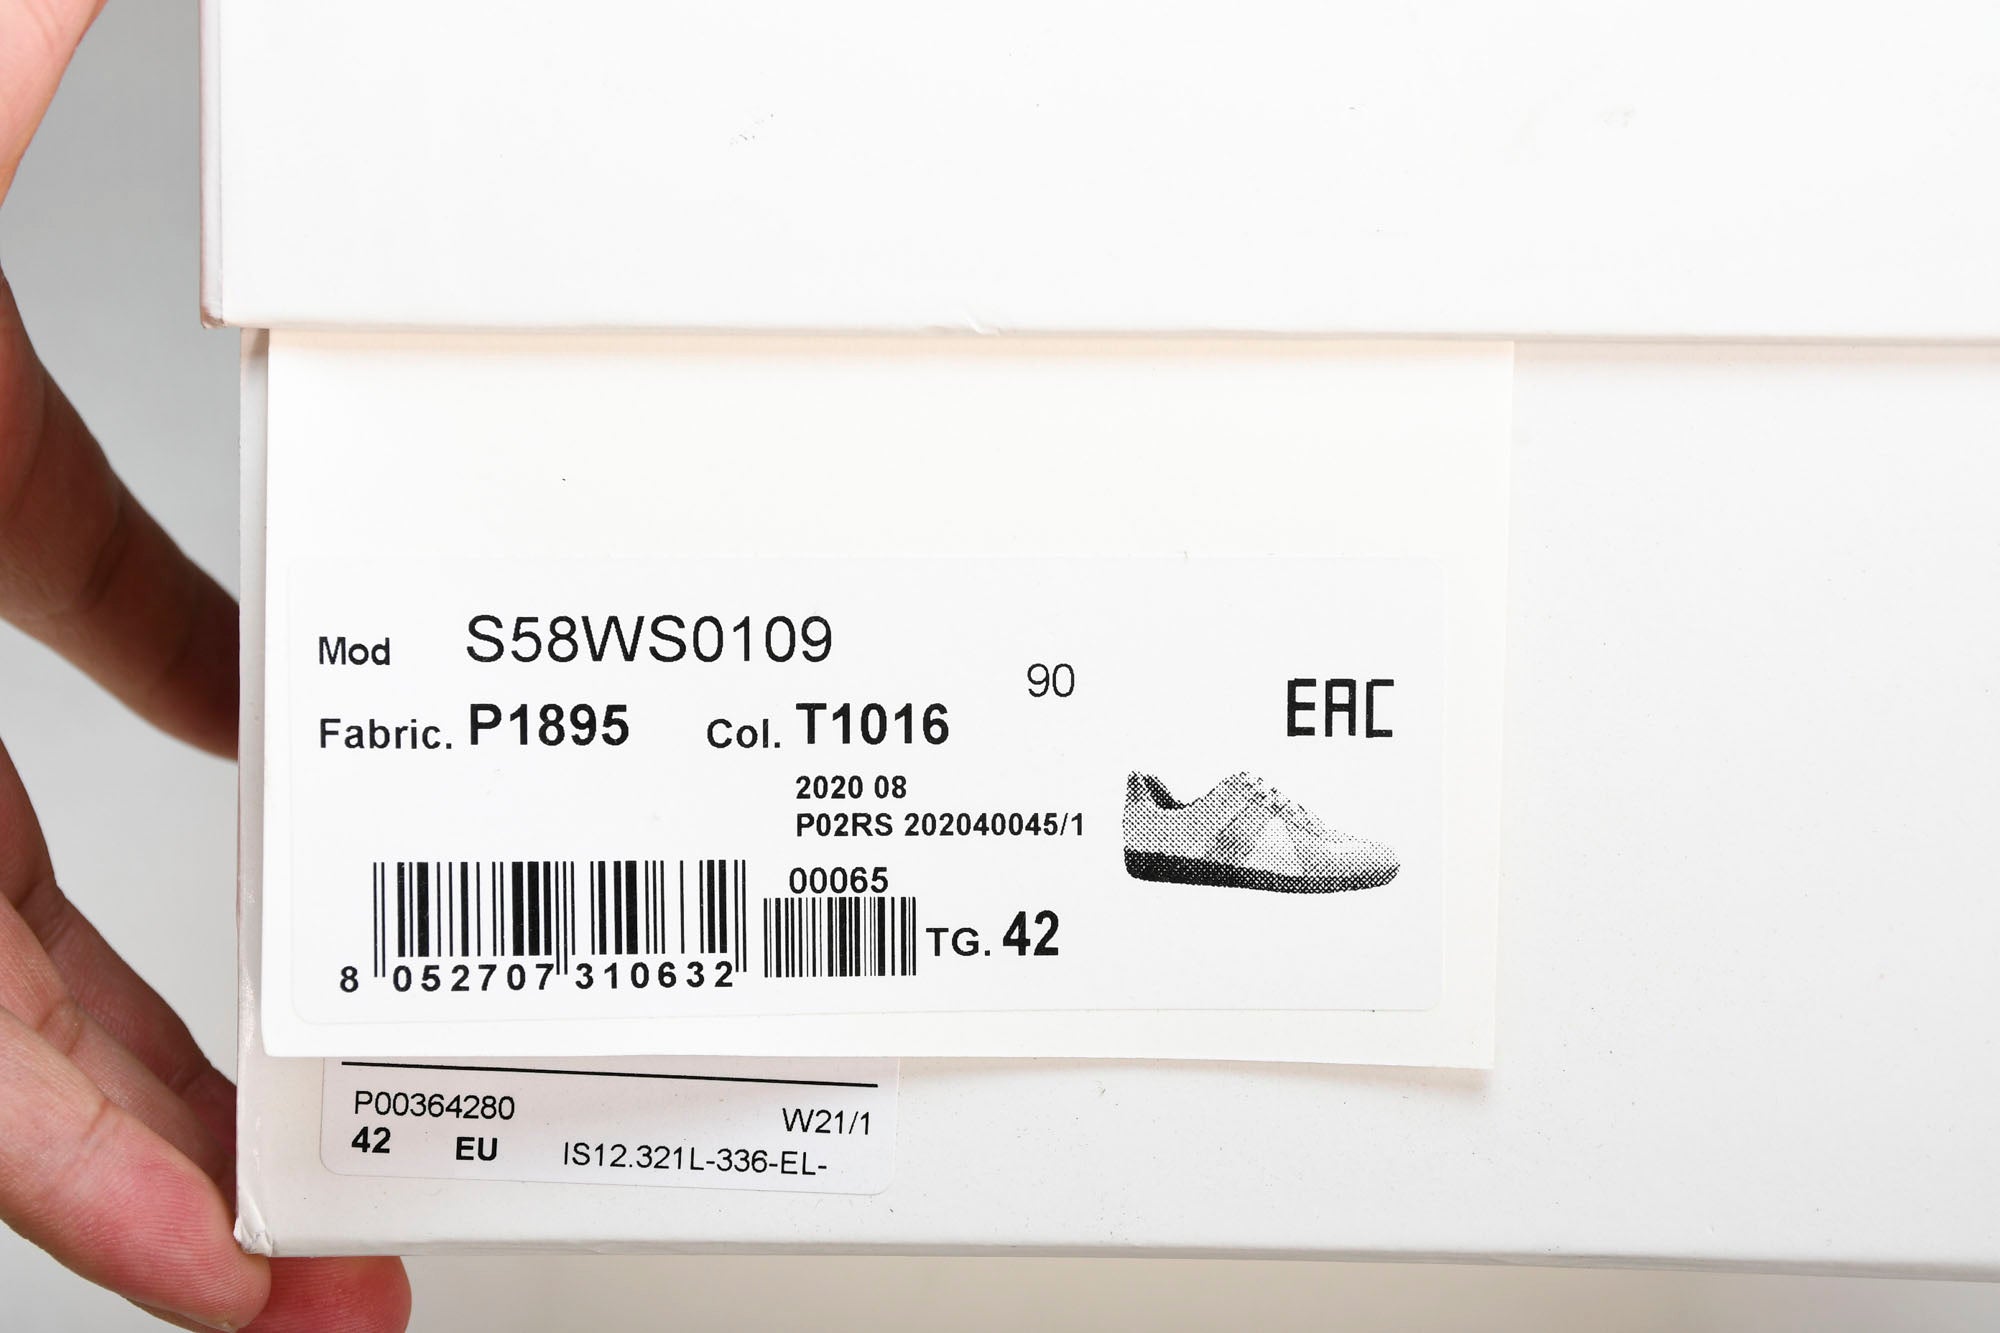 Mod S58WS0109
90
EAC
Fabric. P1895 Col. T1016
2020 08
P02RS 202040045/1
00065
TG. 42
8 052707 310632
P00364280 W21/1
42 EU IS12.321L-336-EL-